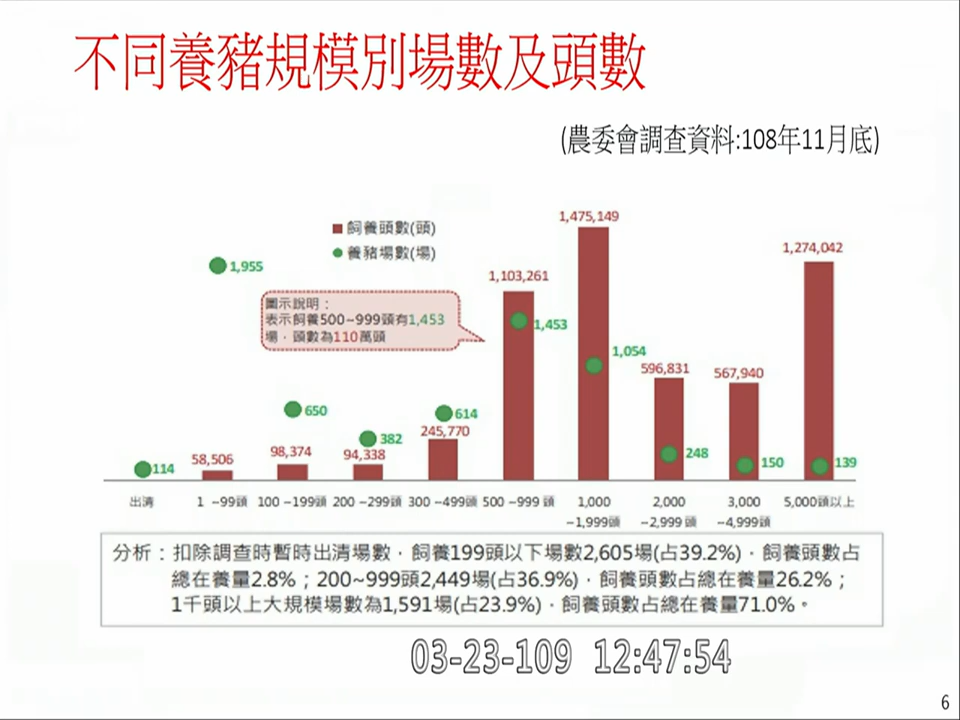 不同養豬規模別場數及頭數
(農委會調查資料:108年11月底)
飼養頭數(頭)
養豬場數(場)
圖示說明：
表示飼養500~999頭有1,453
場，頭數為110萬頭
114
1,955
58,506
650
98,374
382
94,338
614
245,770
1,103,261
1,453
1,475,149
1,054
596,831
248
567,940
150
1,274,042
139
出清
1 ~99頭
100 ~199頭
200 ~299頭
300 ~499頭
500 ~999 頭
1,000
~1,999頭
2,000
~2,999 頭
3,000
~4,999頭
5,000頭以上
分析：扣除調查時暫時出清場數，飼養199頭以下場數2,605場(占39.2%)，飼養頭數占
總在養量2.8%；200~999頭2,449場(占36.9%)，飼養頭數占總在養量26.2%；
1千頭以上大規模場數為1,591場(占23.9%)，飼養頭數占總在養量71.0%。
03-23-109 12:47:54
6